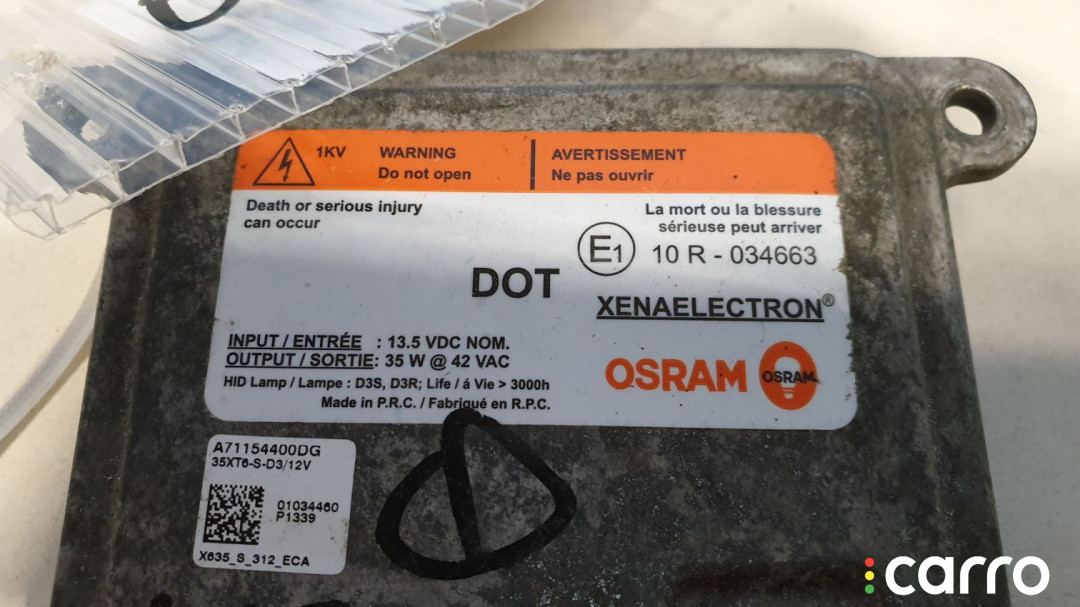 1KV
WARNING
Do not open
AVERTISSEMENT
Ne pas ouvrir
Death or serious injury
can occur
La mort ou la blessure
sérieuse peut arriver
E1 10 R - 034663
DOT
XENAELECTRON®
INPUT / ENTRÉE : 13.5 VDC NOM.
OUTPUT / SORTIE: 35 W @ 42 VAC
HID Lamp / Lampe : D3S, D3R; Life / á Vie > 3000h
Made in P.R.C. / Fabriqué en R.P.C.
OSRAM
OSRAM
A71154400DG
35XT6-S-D3/12V
01034460
P1339
X635_S_312_ECA
carro